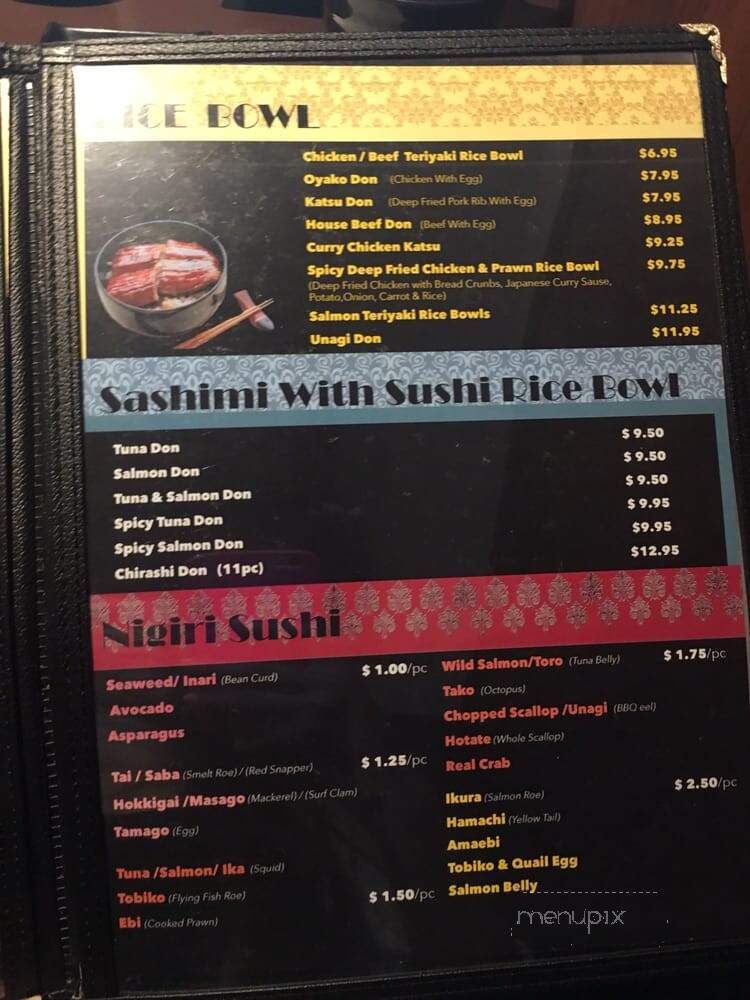 ICE BOWL
Chicken / Beef Teriyaki Rice Bowl $6.95
Oyako Don (Chicken With Egg) $7.95
Katsu Don (Deep Fried Pork Rib With Egg) $7.95
House Beef Don (Beef With Egg) $8.95
Curry Chicken Katsu $9.25
Spicy Deep Fried Chicken & Prawn Rice Bowl $9.75
(Deep Fried Chicken with Bread Crunbs, Japanese Curry Sause,
Potato,Onion, Carrot & Rice)
Salmon Teriyaki Rice Bowls $11.25
Unagi Don $11.95
Sashimi With Sushi Rice Bowl
Tuna Don $ 9.50
Salmon Don $ 9.50
Tuna & Salmon Don $ 9.50
Spicy Tuna Don $ 9.95
Spicy Salmon Don $9.95
Chirashi Don (11pc) $12.95
Nigiri Sushi
Seaweed/ Inari (Bean Curd) $ 1.00/pc
Avocado
Asparagus
Tai / Saba (Smelt Roe) / (Red Snapper) $ 1.25/pc
Hokkigai /Masago (Mackerel) / (Surf Clam)
Tamago (Egg)
Tuna /Salmon/ Ika (Squid)
Tobiko (Flying Fish Roe) $ 1.50/pc
Ebi (Cooked Prawn)
Wild Salmon/Toro (Tuna Belly) $ 1.75/pc
Tako (Octopus)
Chopped Scallop /Unagi (BBQ eel)
Hotate (Whole Scallop)
Real Crab
$ 2.50/pc
Ikura (Salmon Roe)
Hamachi (Yellow Tail)
Amaebi
Tobiko & Quail Egg
Salmon Belly
menupix